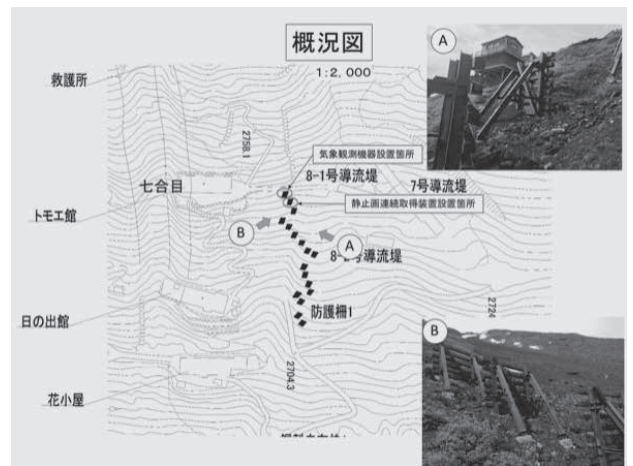 概況図
1:2,000
A
救護所
2758.1
気象観測機器設置箇所
七合目
8-1号導流堤
7号導流堤
静止画連続取得装置設置箇所
トモエ館
B
A
8-2号導流堤
日の出館
防護柵1
2724
B
2704.3
花小屋